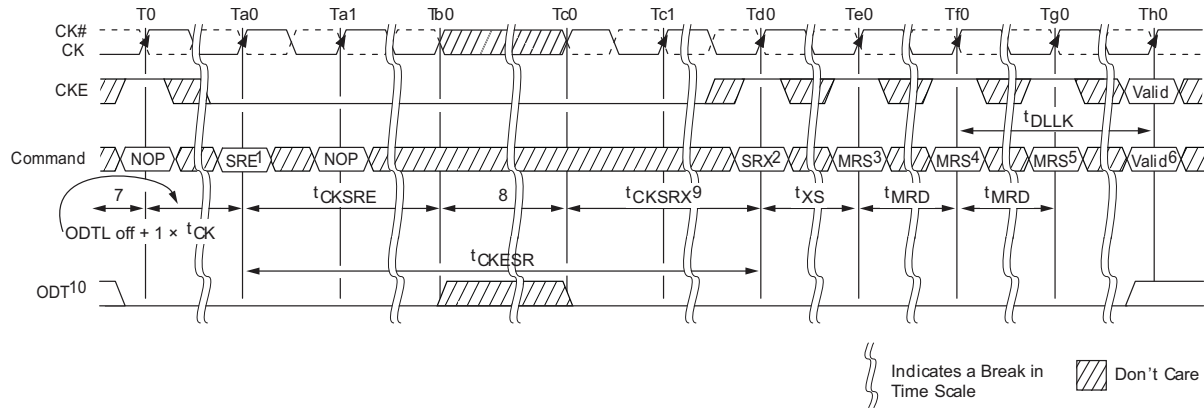 T0 Ta0 Ta1 Tb0 Tc0 Tc1 Td0 Te0 Tf0 Tg0 Th0
CK#
CK
CKE Valid
tDLLK
Command NOP SRE1 NOP SRX2 MRS3 MRS4 MRS5 Valid6
7 tCKSRE 8 tCKSRX9 tXS tMRD tMRD
ODTL off + 1 × tCK
tCKESR
ODT10
Indicates a Break in
Time Scale
Don't Care